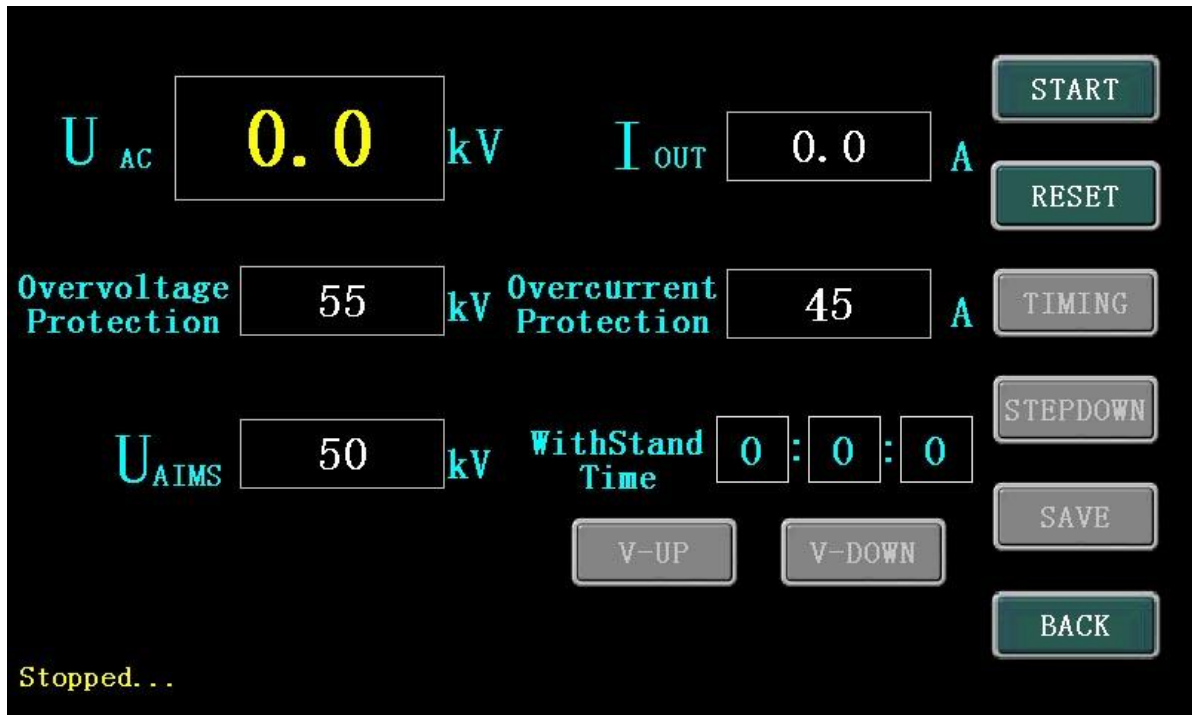 START
U AC 0.0 kV I OUT 0.0 A
RESET
Overvoltage Protection 55 kV Overcurrent Protection 45 A TIMING
STEPDOWN
U AIMS 50 kV WithStand Time 0 : 0 : 0
SAVE
V-UP V-DOWN
BACK
Stopped...